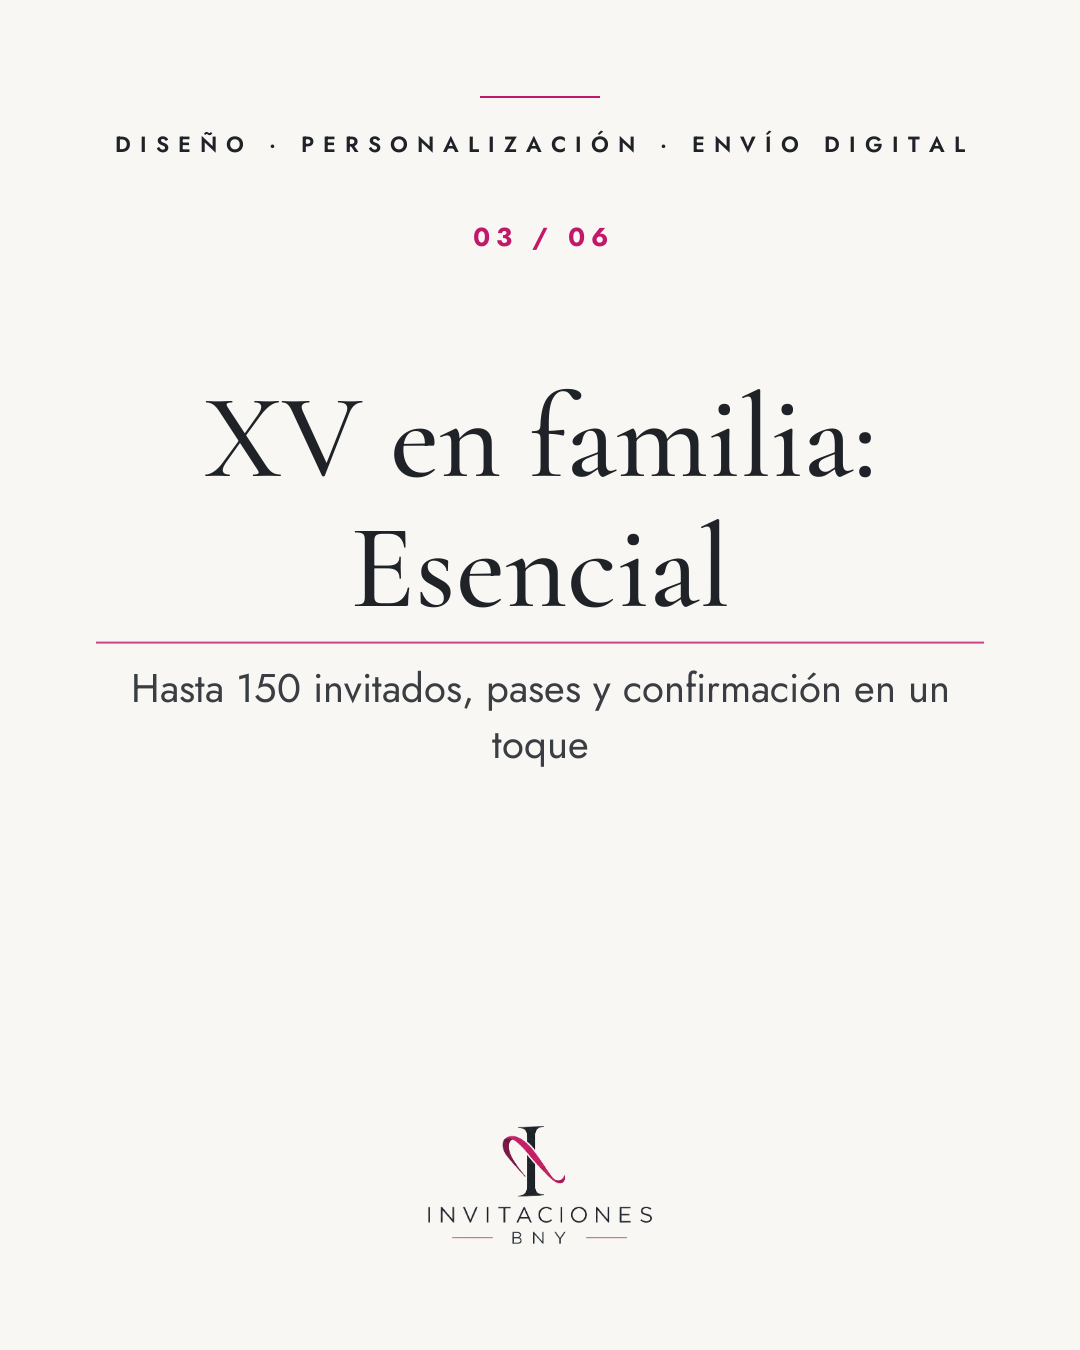 DISEÑO · PERSONALIZACIÓN · ENVÍO DIGITAL
03 / 06
XV en familia:
Esencial
Hasta 150 invitados, pases y confirmación en un
toque
INVITACIONES
BNY